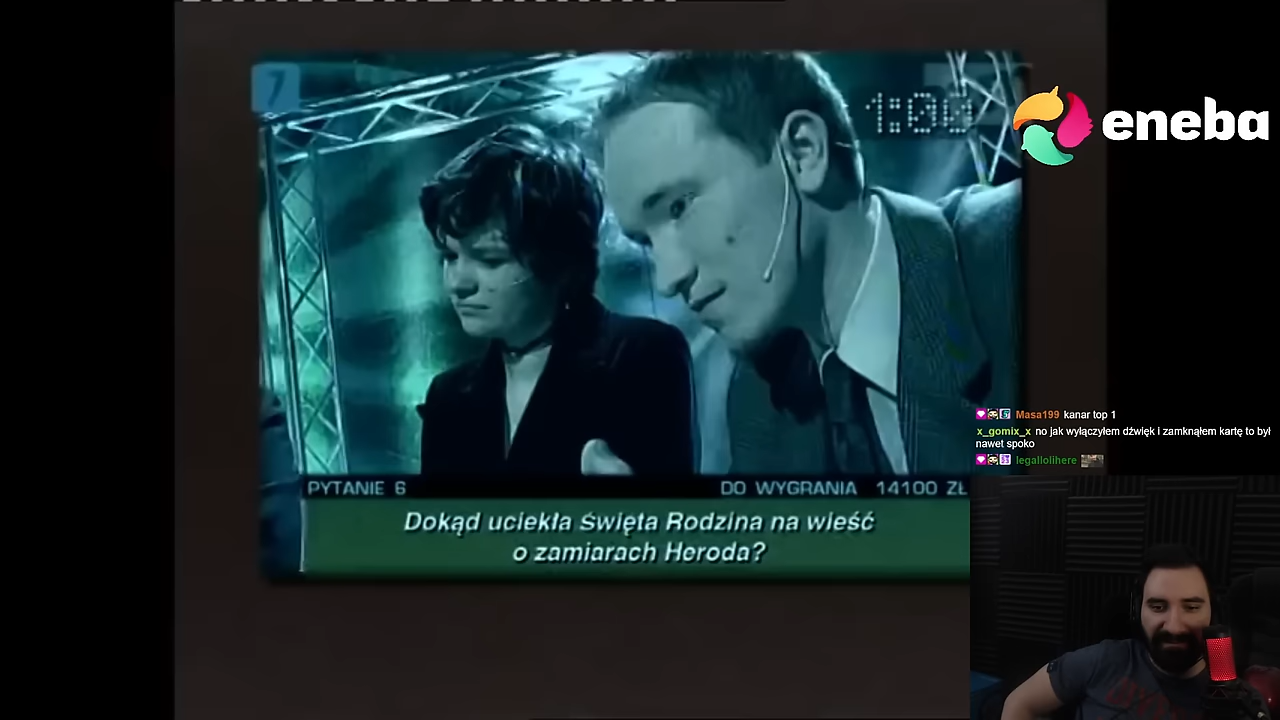 7
1:00
eneba
Masa199 kanar top 1
x_gomix_x no jak wyłączyłem dźwięk i zamknąłem kartę to był
nawet spoko
legallolihere
PYTANIE 6
DO WYGRANIA 14100 ZŁ
Dokąd uciekła Święta Rodzina na wieść
o zamiarach Heroda?